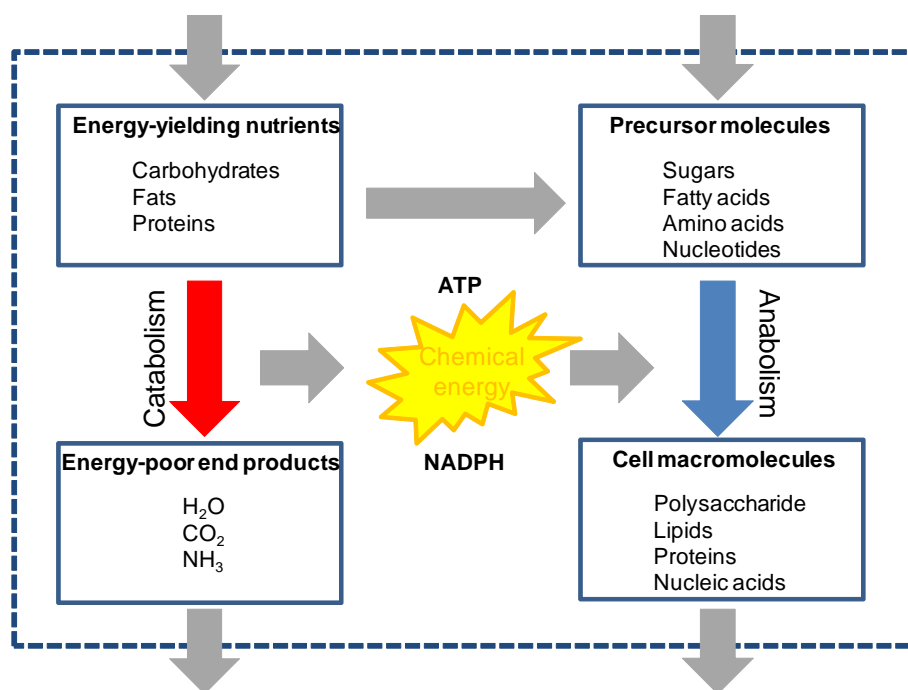 Energy-yielding nutrients
Carbohydrates
Fats
Proteins
Precursor molecules
Sugars
Fatty acids
Amino acids
Nucleotides
Catabolism
ATP
Chemical
energy
NADPH
Anabolism
Energy-poor end products
H₂O
CO₂
NH₃
Cell macromolecules
Polysaccharide
Lipids
Proteins
Nucleic acids